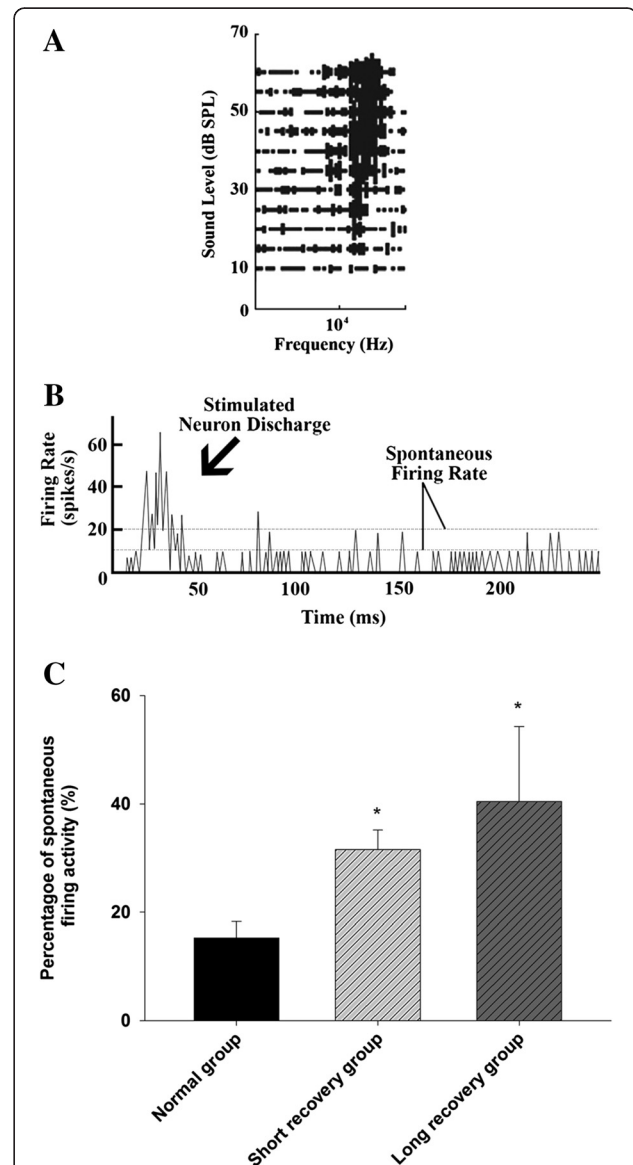 A
70
50
30
10
0
Sound Level (dB SPL)
10⁴
Frequency (Hz)
B
Stimulated
Neuron Discharge
Spontaneous
Firing Rate
Firing Rate
(spikes/s)
60
40
20
0
50
100
150
200
Time (ms)
C
60
40
20
0
Percentagoe of spontaneous
firing activity (%)
*
*
Normal group
Short recovery group
Long recovery group